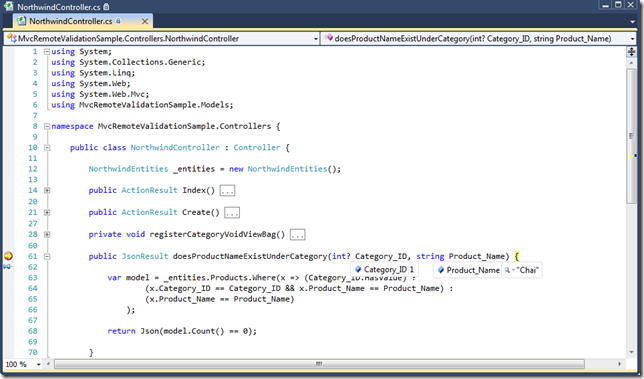 NorthwindController.cs
NorthwindController.cs
MvcRemoteValidationSample.Controllers.NorthwindController
doesProductNameExistUnderCategory(int? Category_ID, string Product_Name)
1 using System;
2 using System.Collections.Generic;
3 using System.Linq;
4 using System.Web;
5 using System.Web.Mvc;
6 using MvcRemoteValidationSample.Models;
7
8 namespace MvcRemoteValidationSample.Controllers {
9
10 public class NorthwindController : Controller {
11
12 NorthwindEntities _entities = new NorthwindEntities();
13
14 public ActionResult Index() ...
20
21 public ActionResult Create() ...
27
28 private void registerCategoryVoidViewBag() ...
60
61 public JsonResult doesProductNameExistUnderCategory(int? Category_ID, string Product_Name) {
62
Category_ID 1
Product_Name "Chai"
63 var model = _entities.Products.Where(x => (Category_ID.HasValue) ?
64 (x.Category_ID == Category_ID && x.Product_Name == Product_Name) :
65 (x.Product_Name == Product_Name)
66 );
67
68 return Json(model.Count() == 0);
69
70 }
100 %